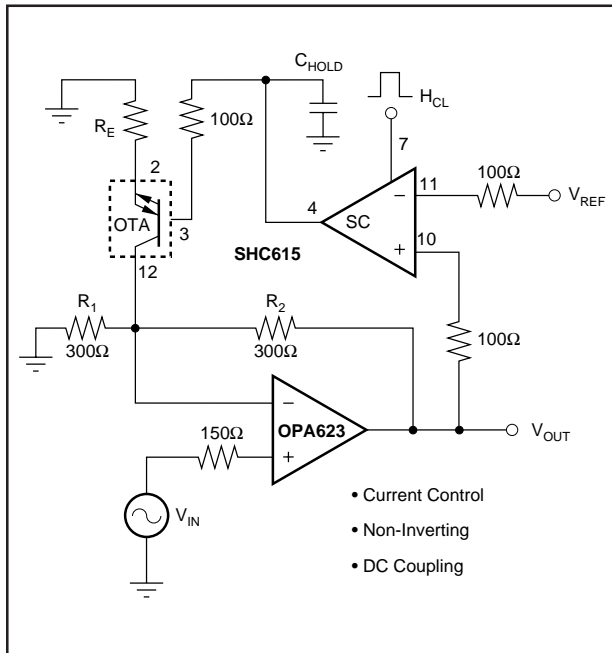 C_HOLD
H_CL
R_E
100Ω
7
100Ω
2
11
−
V_REF
4
SC
OTA
3
+
10
SHC615
12
R_1
R_2
300Ω
300Ω
100Ω
−
OPA623
V_OUT
150Ω
+
• Current Control
• Non-Inverting
V_IN
• DC Coupling